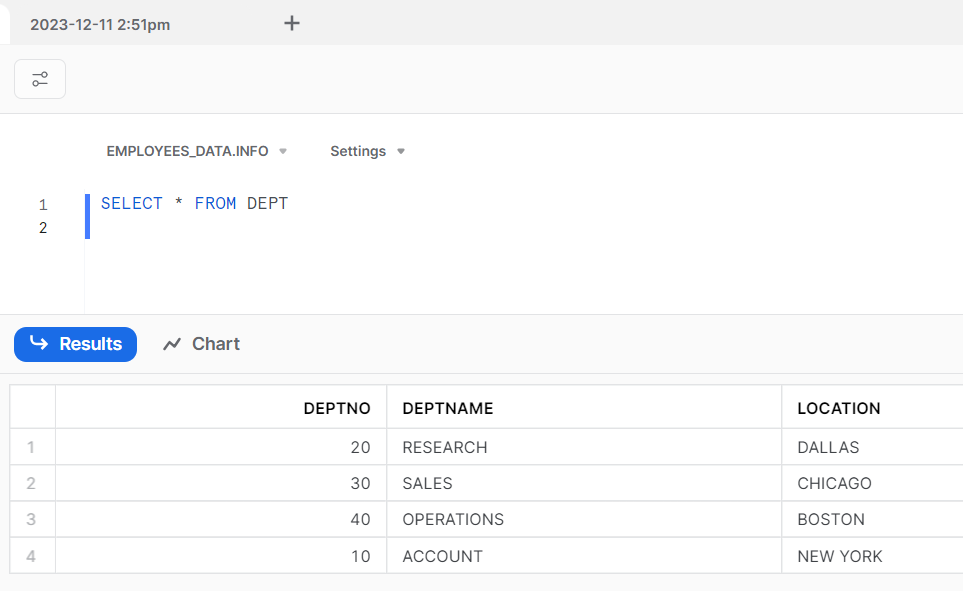 2023-12-11 2:51pm +
EMPLOYEES_DATA.INFO Settings
1 SELECT * FROM DEPT
2
Results Chart
DEPTNO DEPTNAME LOCATION
1 20 RESEARCH DALLAS
2 30 SALES CHICAGO
3 40 OPERATIONS BOSTON
4 10 ACCOUNT NEW YORK